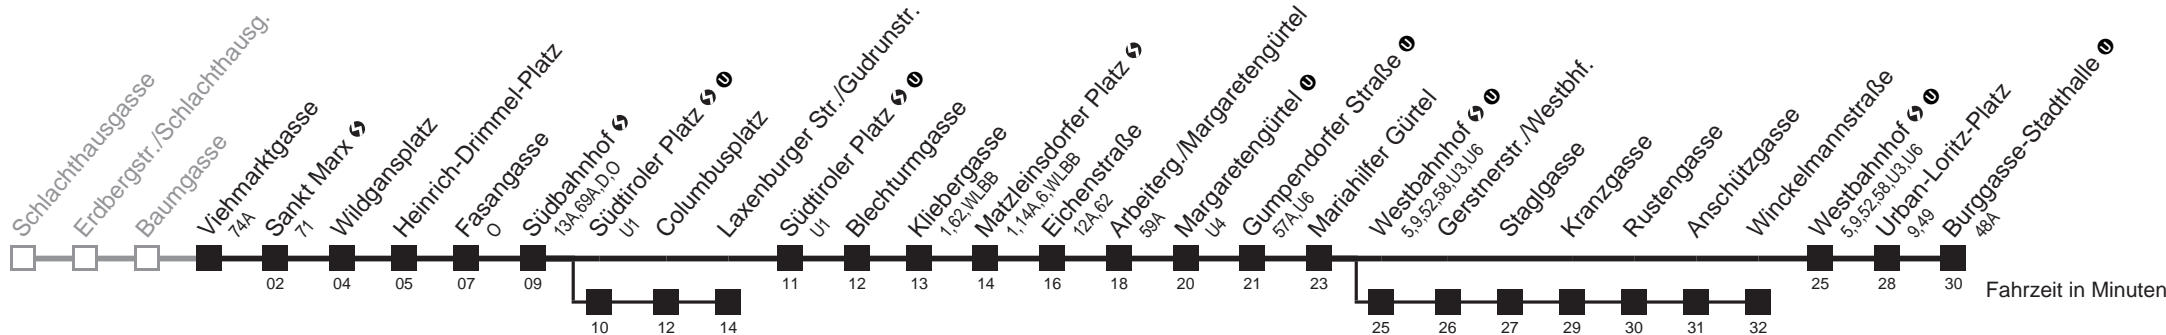 Schlachthausgasse
Erdbergstr./Schlachthausg.
Baumgasse
Viehmarktgasse
74A
Sankt Marx
71
02
Wildgansplatz
04
Heinrich-Drimmel-Platz
05
Fasangasse
O
07
Südbahnhof
13A,69A,D,O
09
Südtiroler Platz U
U1
10
Columbusplatz
12
Laxenburger Str./Gudrunstr.
14
Südtiroler Platz U
U1
11
Blechturmgasse
12
Kliebergasse
1,62,WLBB
13
Matzleinsdorfer Platz
1,14A,6,WLBB
14
Eichenstraße
12A,62
16
Arbeiterg./Margaretengürtel
59A
18
Margaretengürtel U
U4
20
Gumpendorfer Straße U
57A,U6
21
Mariahilfer Gürtel
23
Westbahnhof U
5,9,52,58,U3,U6
25
Gerstnerstr./Westbhf.
26
Staglgasse
27
Kranzgasse
29
Rustengasse
30
Anschützgasse
31
Winckelmannstraße
32
Westbahnhof U
5,9,52,58,U3,U6
25
Urban-Loritz-Platz
9,49
28
Burggasse-Stadthalle U
48A
30
Fahrzeit in Minuten